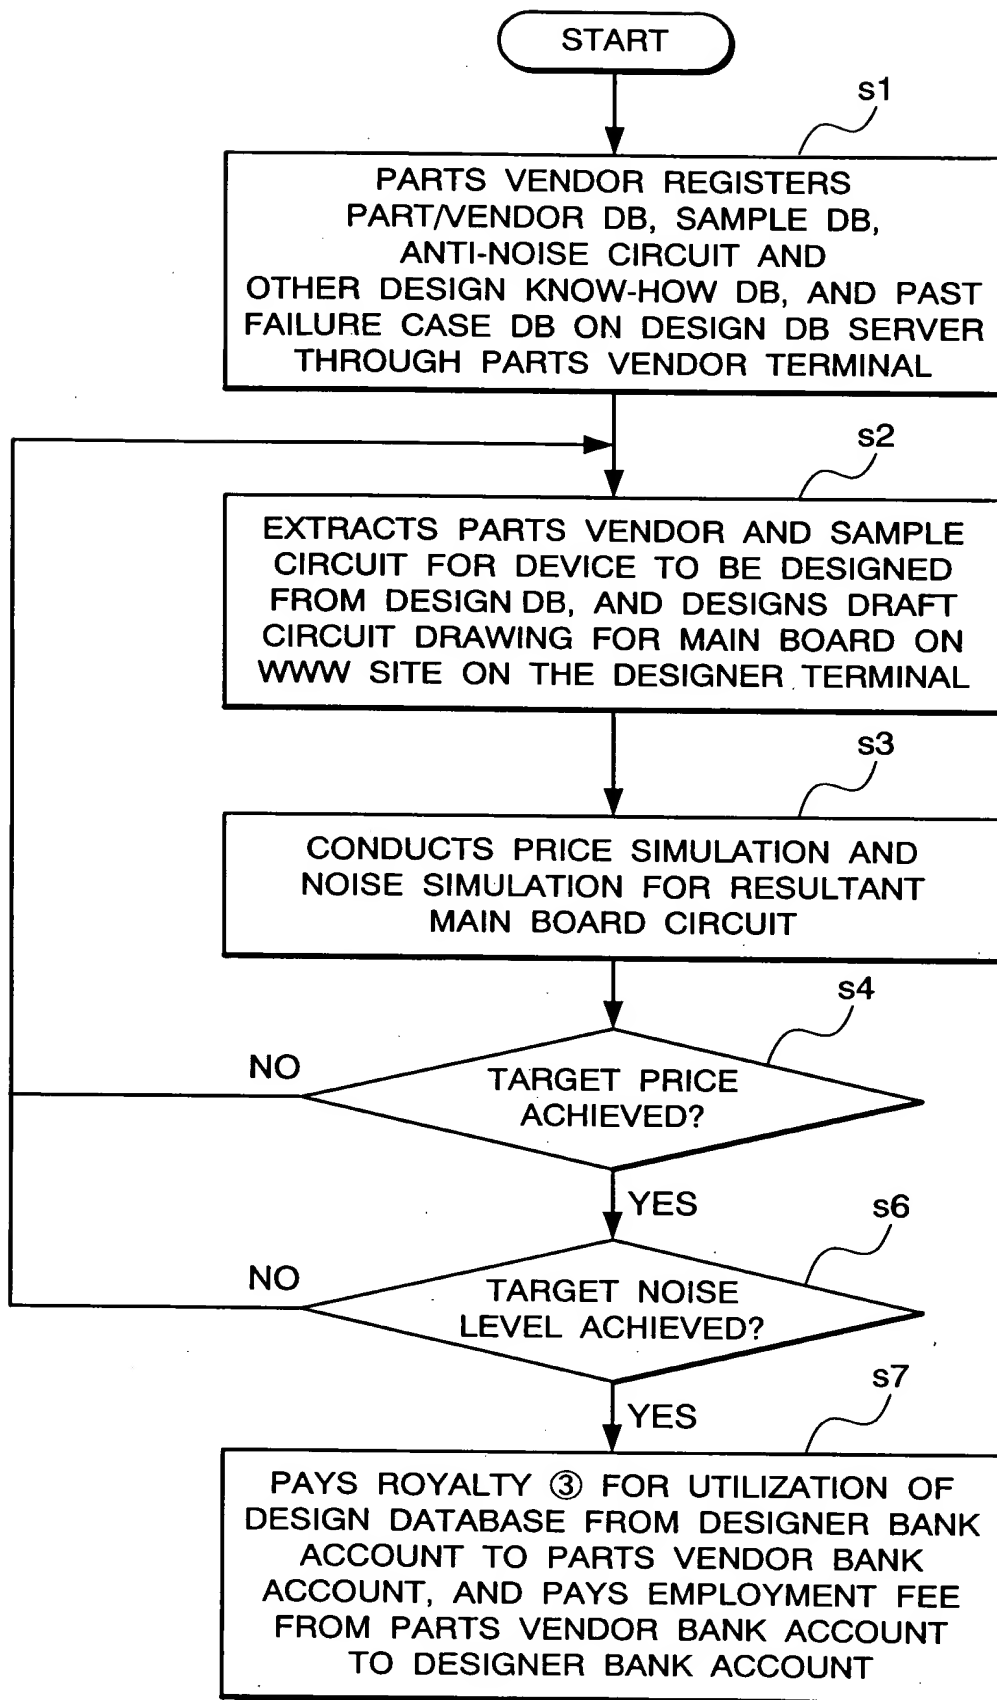 START
s1
PARTS VENDOR REGISTERS
PART/VENDOR DB, SAMPLE DB,
ANTI-NOISE CIRCUIT AND
OTHER DESIGN KNOW-HOW DB, AND PAST
FAILURE CASE DB ON DESIGN DB SERVER
THROUGH PARTS VENDOR TERMINAL
s2
EXTRACTS PARTS VENDOR AND SAMPLE
CIRCUIT FOR DEVICE TO BE DESIGNED
FROM DESIGN DB, AND DESIGNS DRAFT
CIRCUIT DRAWING FOR MAIN BOARD ON
WWW SITE ON THE DESIGNER TERMINAL
s3
CONDUCTS PRICE SIMULATION AND
NOISE SIMULATION FOR RESULTANT
MAIN BOARD CIRCUIT
s4
NO
TARGET PRICE
ACHIEVED?
YES
s6
NO
TARGET NOISE
LEVEL ACHIEVED?
YES
s7
PAYS ROYALTY ③ FOR UTILIZATION OF
DESIGN DATABASE FROM DESIGNER BANK
ACCOUNT TO PARTS VENDOR BANK
ACCOUNT, AND PAYS EMPLOYMENT FEE
FROM PARTS VENDOR BANK ACCOUNT
TO DESIGNER BANK ACCOUNT